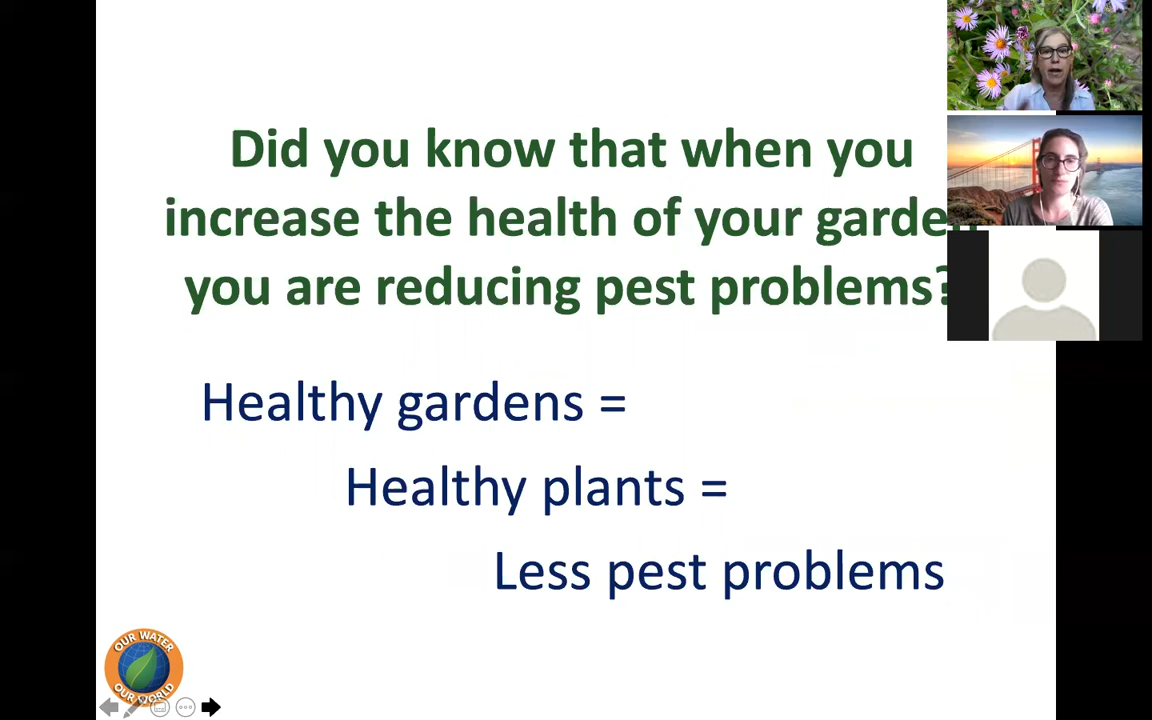 Did you know that when you
increase the health of your garden
you are reducing pest problems?
Healthy gardens =
Healthy plants =
Less pest problems
OUR WATER
OUR WORLD